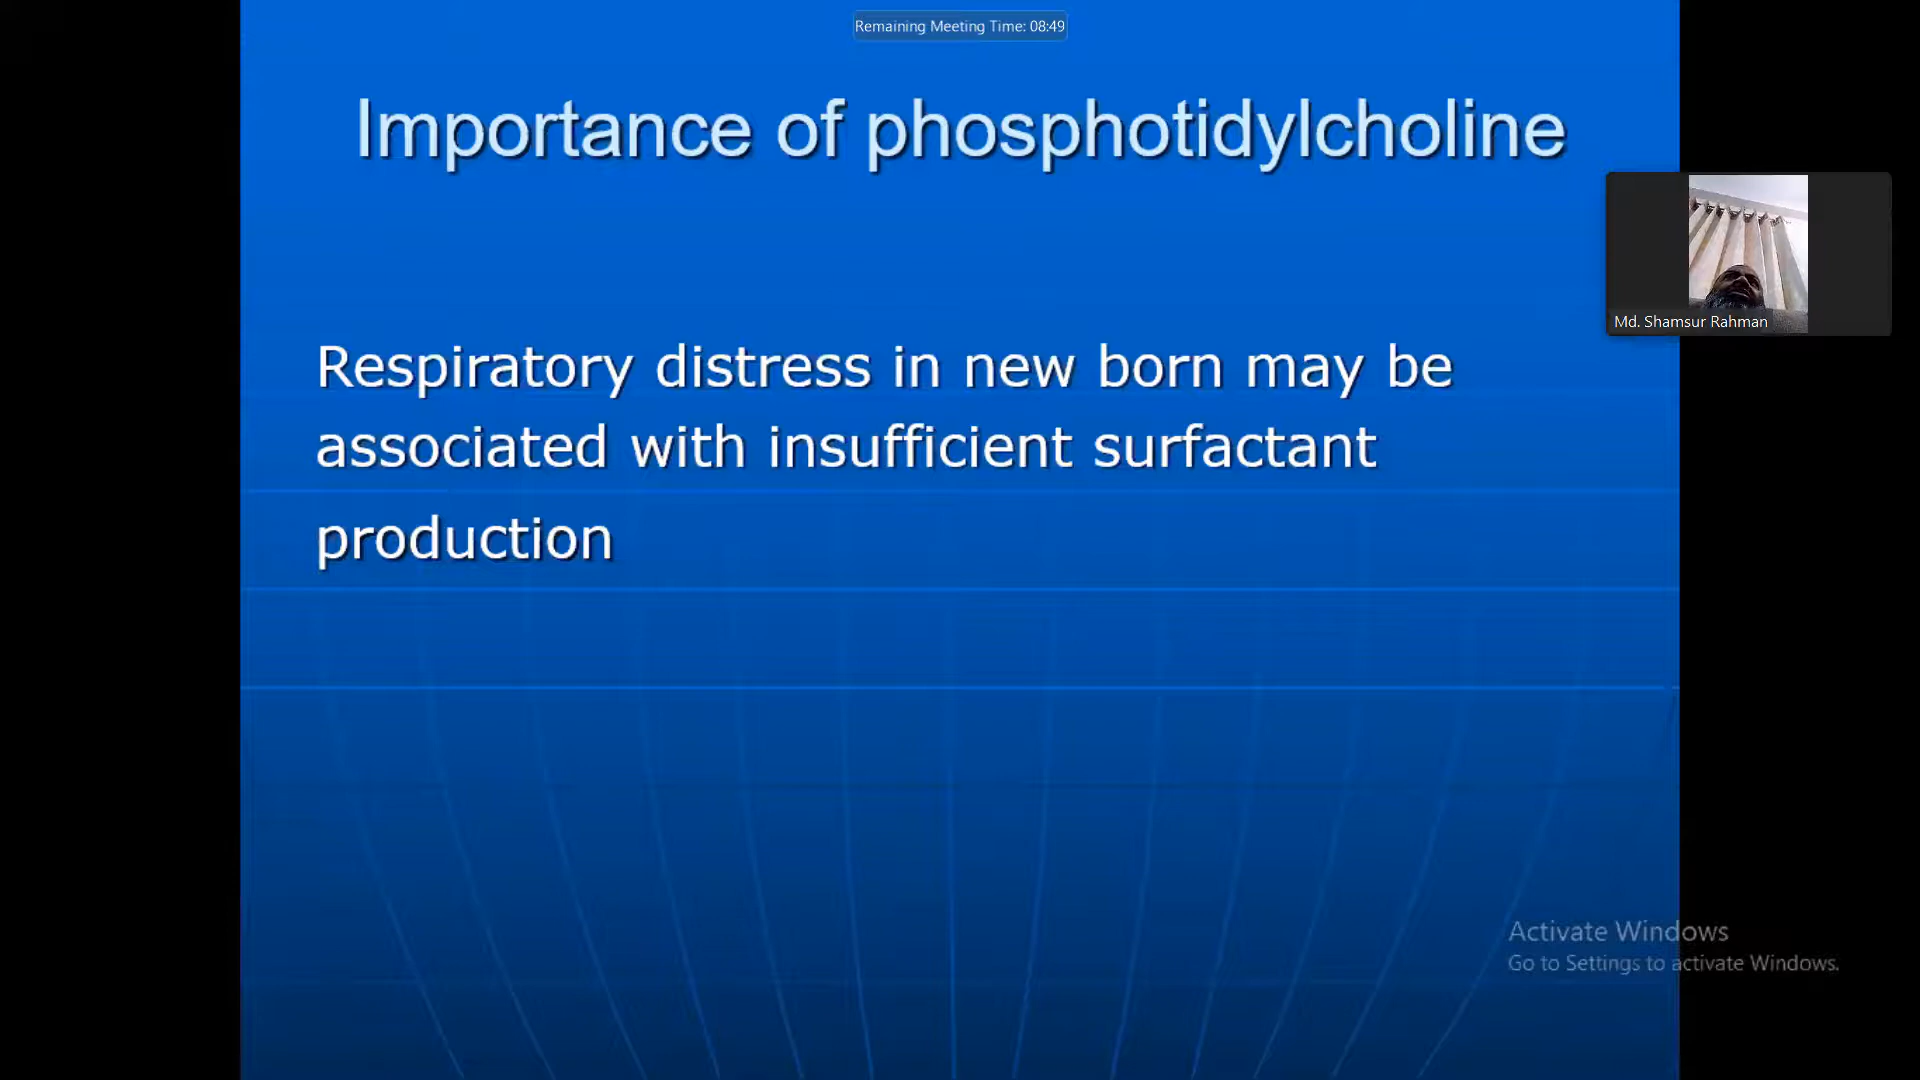 Remaining Meeting Time: 08:49
Importance of phosphotidylcholine
Md. Shamsur Rahman
Respiratory distress in new born may be
associated with insufficient surfactant
production
Activate Windows
Go to Settings to activate Windows.